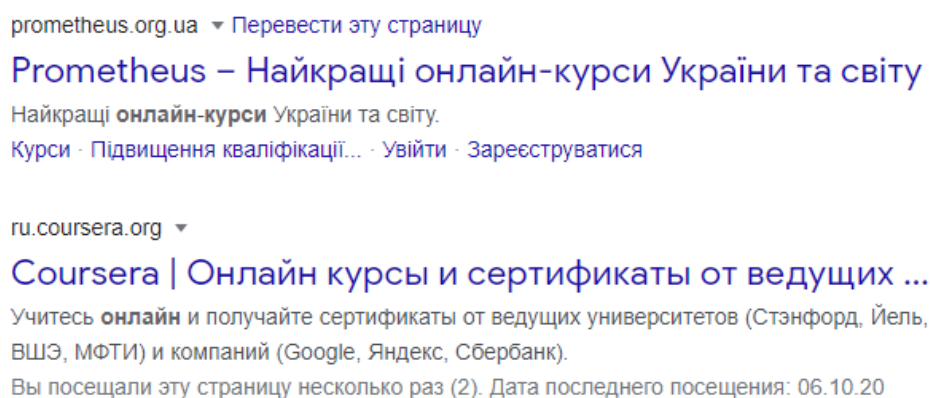 prometheus.org.ua ▼ Перевести эту страницу
Prometheus – Найкращі онлайн-курси України та світу
Найкращі онлайн-курси України та світу.
Курси · Підвищення кваліфікації... · Увійти · Зареєструватися
ru.coursera.org ▼
Coursera | Онлайн курсы и сертификаты от ведущих ...
Учитесь онлайн и получайте сертификаты от ведущих университетов (Стэнфорд, Йель,
ВШЭ, МФТИ) и компаний (Google, Яндекс, Сбербанк).
Вы посещали эту страницу несколько раз (2). Дата последнего посещения: 06.10.20